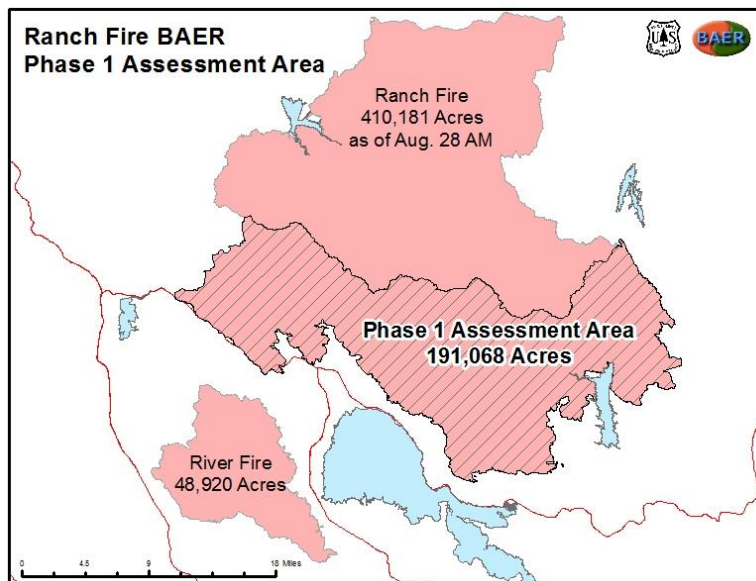 Ranch Fire BAER
Phase 1 Assessment Area
U S
BAER
Ranch Fire
410,181 Acres
as of Aug. 28 AM
Phase 1 Assessment Area
191,068 Acres
River Fire
48,920 Acres
0 4.5 9 18 Miles